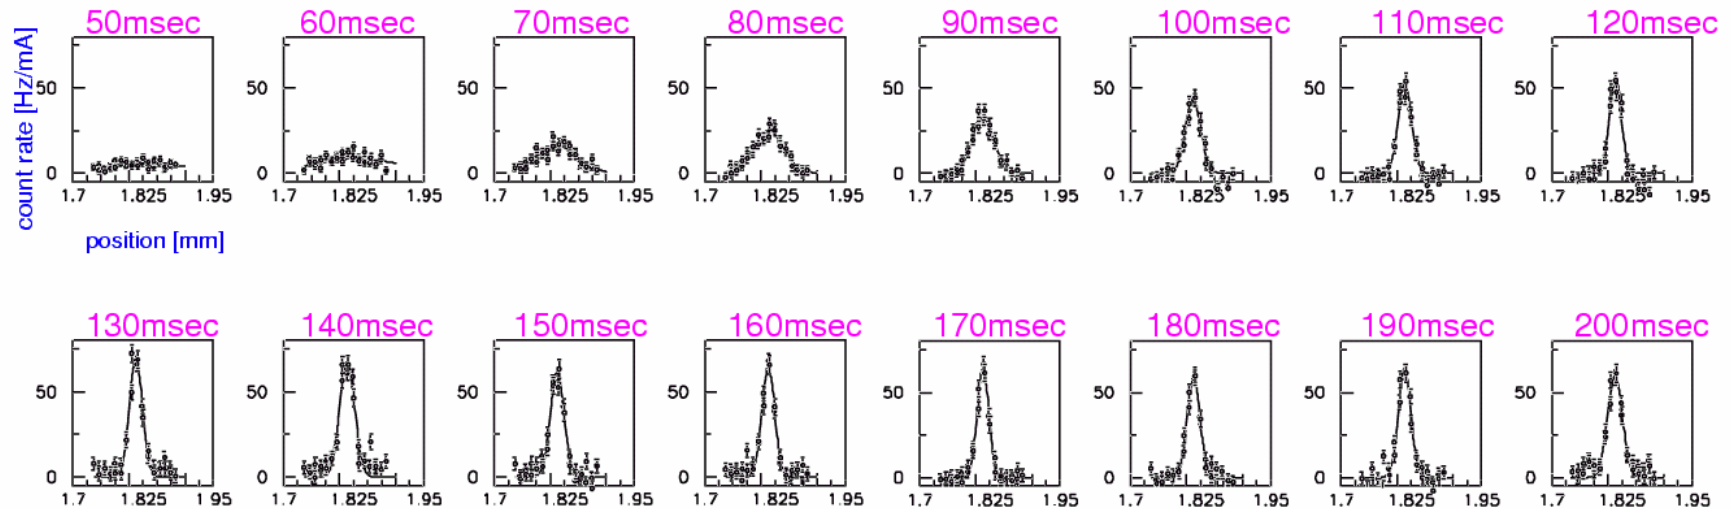 50msec 60msec 70msec 80msec 90msec 100msec 110msec 120msec
count rate [Hz/mA]
50 50 50 50 50 50 50 50
0 0 0 0 0 0 0 0
1.7 1.825 1.95 1.7 1.825 1.95 1.7 1.825 1.95 1.7 1.825 1.95 1.7 1.825 1.95 1.7 1.825 1.95 1.7 1.825 1.95 1.7 1.825 1.95
position [mm]
130msec 140msec 150msec 160msec 170msec 180msec 190msec 200msec
50 50 50 50 50 50 50 50
0 0 0 0 0 0 0 0
1.7 1.825 1.95 1.7 1.825 1.95 1.7 1.825 1.95 1.7 1.825 1.95 1.7 1.825 1.95 1.7 1.825 1.95 1.7 1.825 1.95 1.7 1.825 1.95